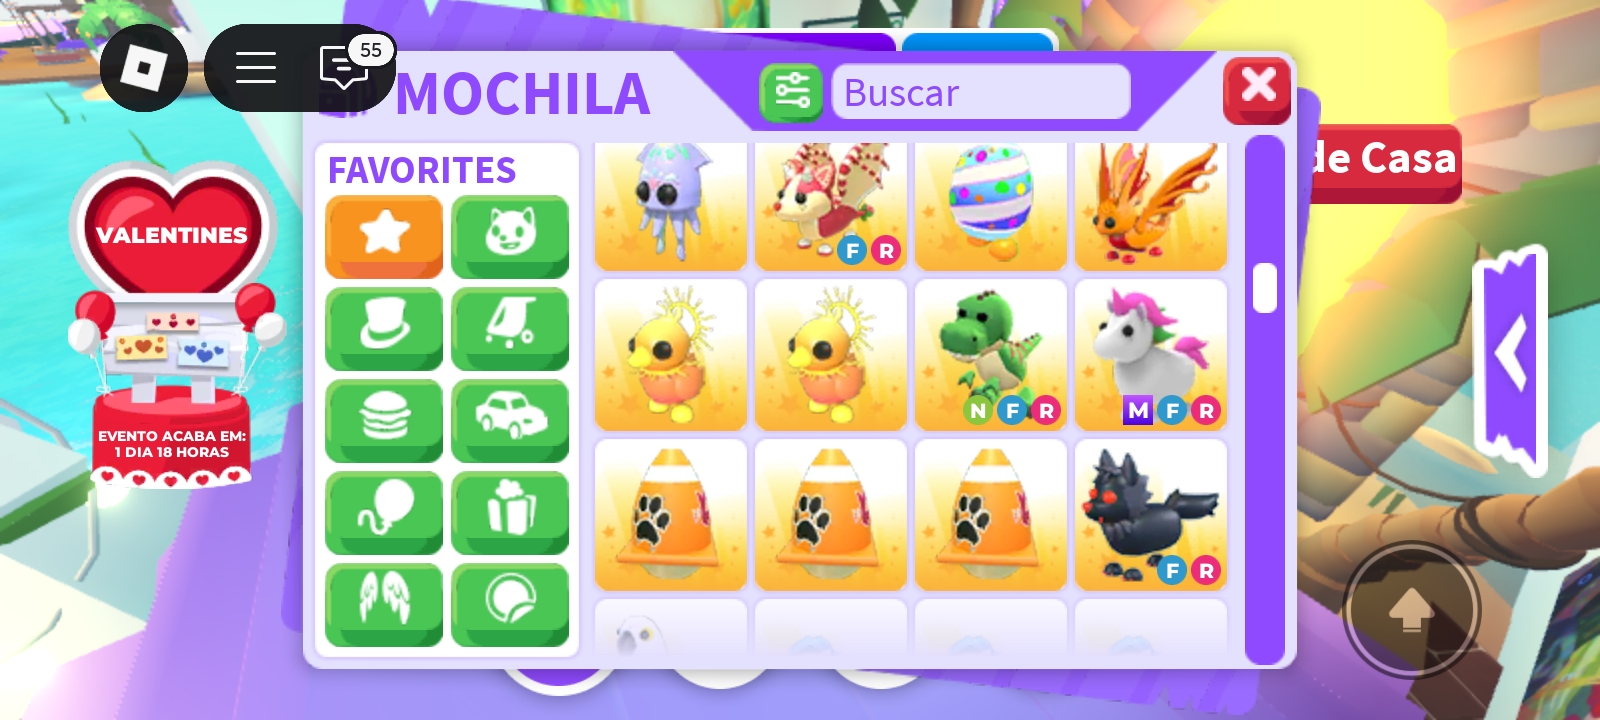 55
MOCHILA
Buscar
de Casa
FAVORITES
VALENTINES
EVENTO ACABA EM:
1 DIA 18 HORAS
F R
N F R
M F R
F R